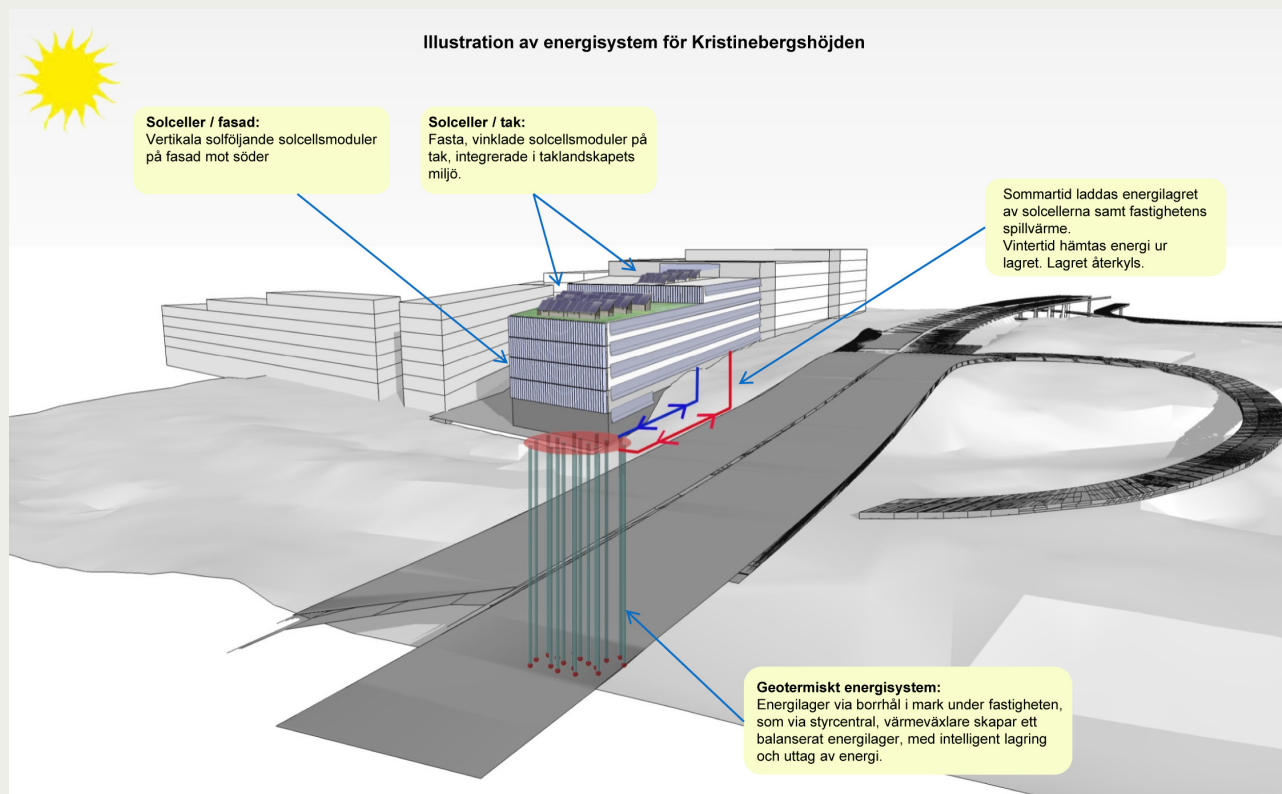 Illustration av energisystem för Kristinebergshöjden
Solceller / fasad:
Vertikala solföljande solcellsmoduler
på fasad mot söder
Solceller / tak:
Fasta, vinklade solcellsmoduler på
tak, integrerade i taklandskapets
miljö.
Sommartid laddas energilagret
av solcellerna samt fastighetens
spillvärme.
Vintertid hämtas energi ur
lagret. Lagret återkyls.
Geotermiskt energisystem:
Energilager via borrhål i mark under fastigheten,
som via styrcentral, värmeväxlare skapar ett
balanserat energilager, med intelligent lagring
och uttag av energi.